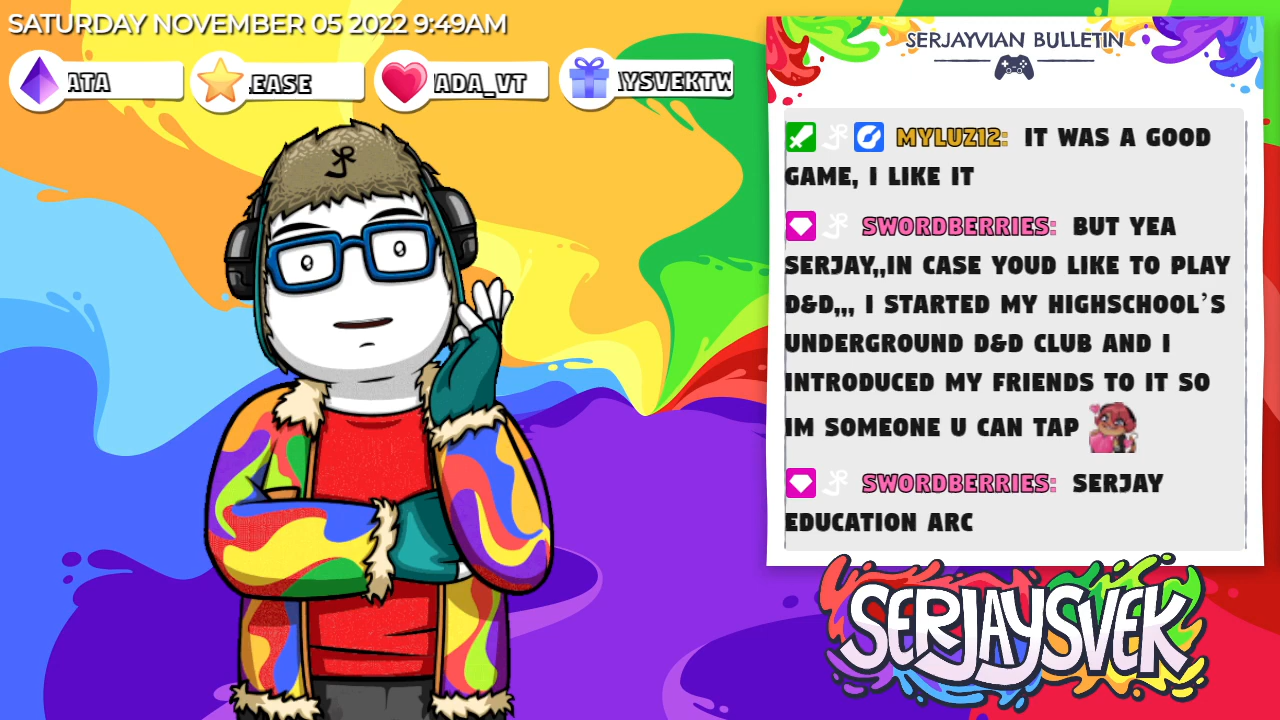 SATURDAY NOVEMBER 05 2022 9:49AM
ATA
EASE
ADA_VT
AYSVEKTW
SERJAYVIAN BULLETIN
MYLUZ12: IT WAS A GOOD
GAME, I LIKE IT
SWORDBERRIES: BUT YEA
SERJAY,,IN CASE YOUD LIKE TO PLAY
D&D,,, I STARTED MY HIGHSCHOOL'S
UNDERGROUND D&D CLUB AND I
INTRODUCED MY FRIENDS TO IT SO
IM SOMEONE U CAN TAP
SWORDBERRIES: SERJAY
EDUCATION ARC
SERJAYSVEK